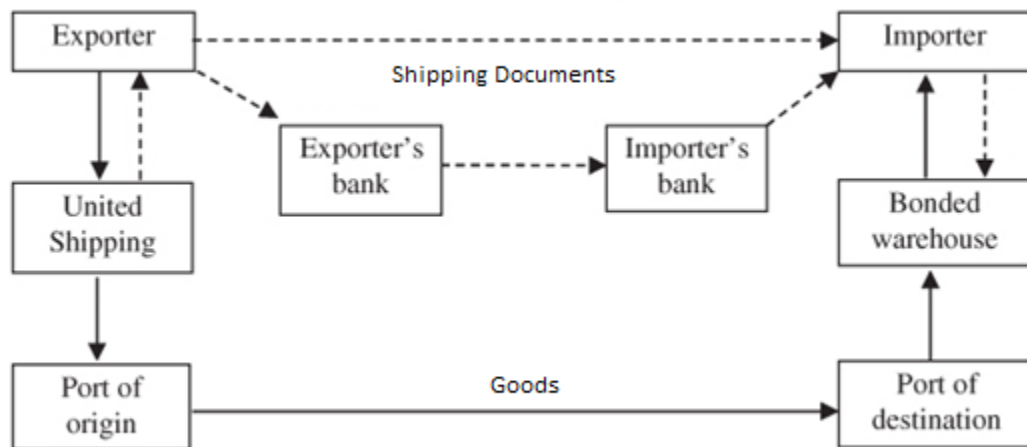 Exporter
Importer
Shipping Documents
Exporter’s
bank
Importer’s
bank
United
Shipping
Bonded
warehouse
Port of
origin
Goods
Port of
destination